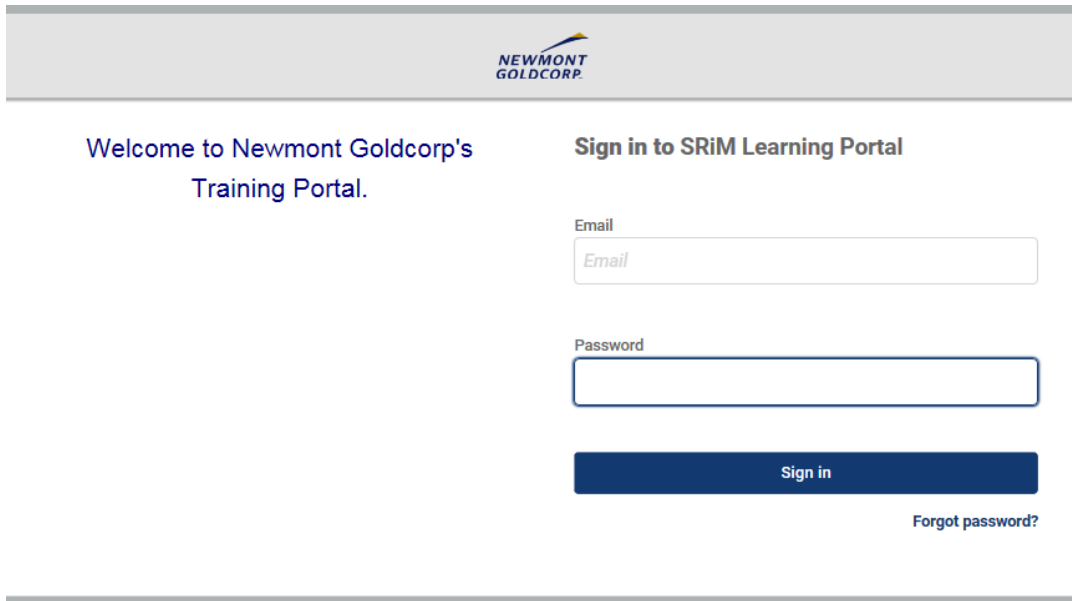 NEWMONT
GOLDCORP™
Welcome to Newmont Goldcorp's
Training Portal.
Sign in to SRiM Learning Portal
Email
Email
Password
Sign in
Forgot password?